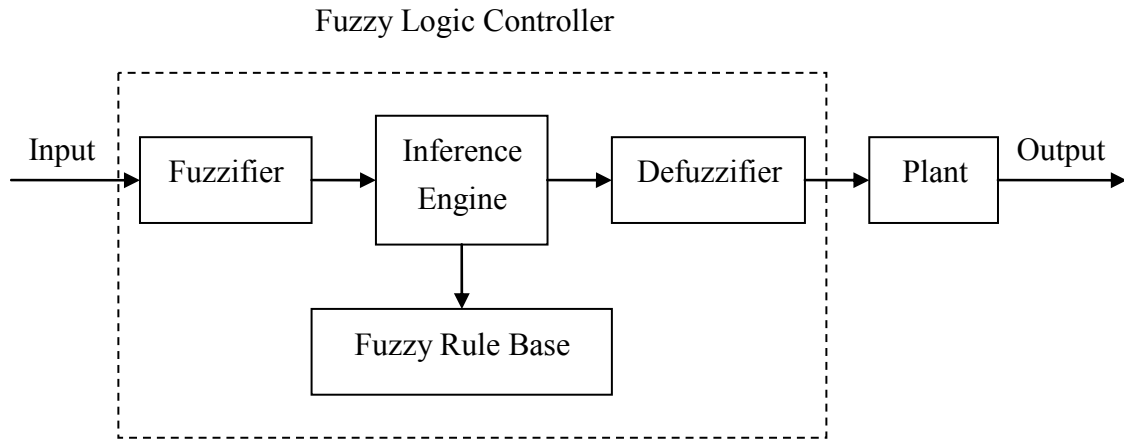 Fuzzy Logic Controller
Input
Fuzzifier
Inference
Engine
Defuzzifier
Plant
Output
Fuzzy Rule Base